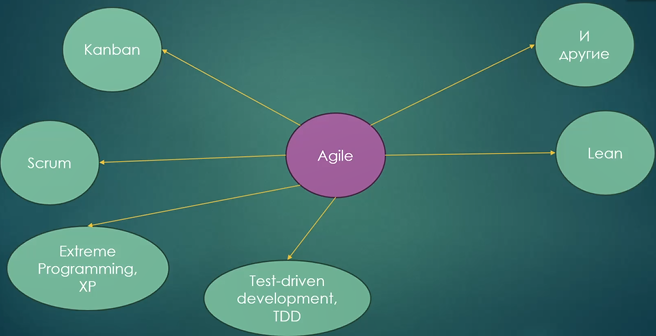 Kanban
И
другие
Agile
Scrum
Lean
Extreme
Programming,
XP
Test-driven
development,
TDD